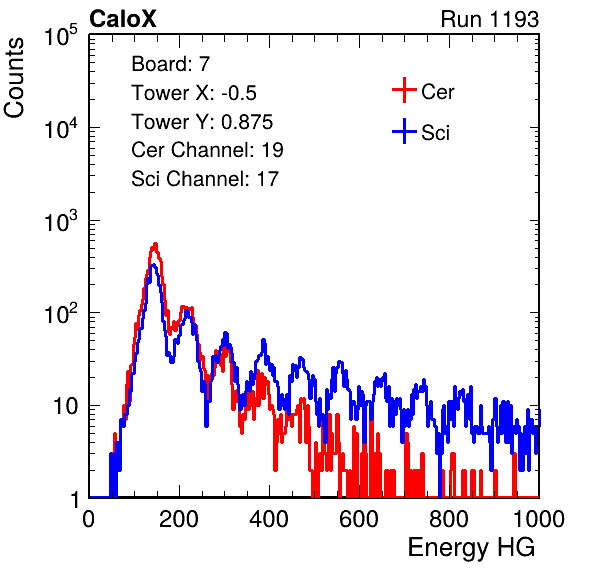 CaloX Run 1193
Counts
Board: 7
Tower X: -0.5
Tower Y: 0.875
Cer Channel: 19
Sci Channel: 17
Cer
Sci
10^5
10^4
10^3
10^2
10
1
0 200 400 600 800 1000
Energy HG